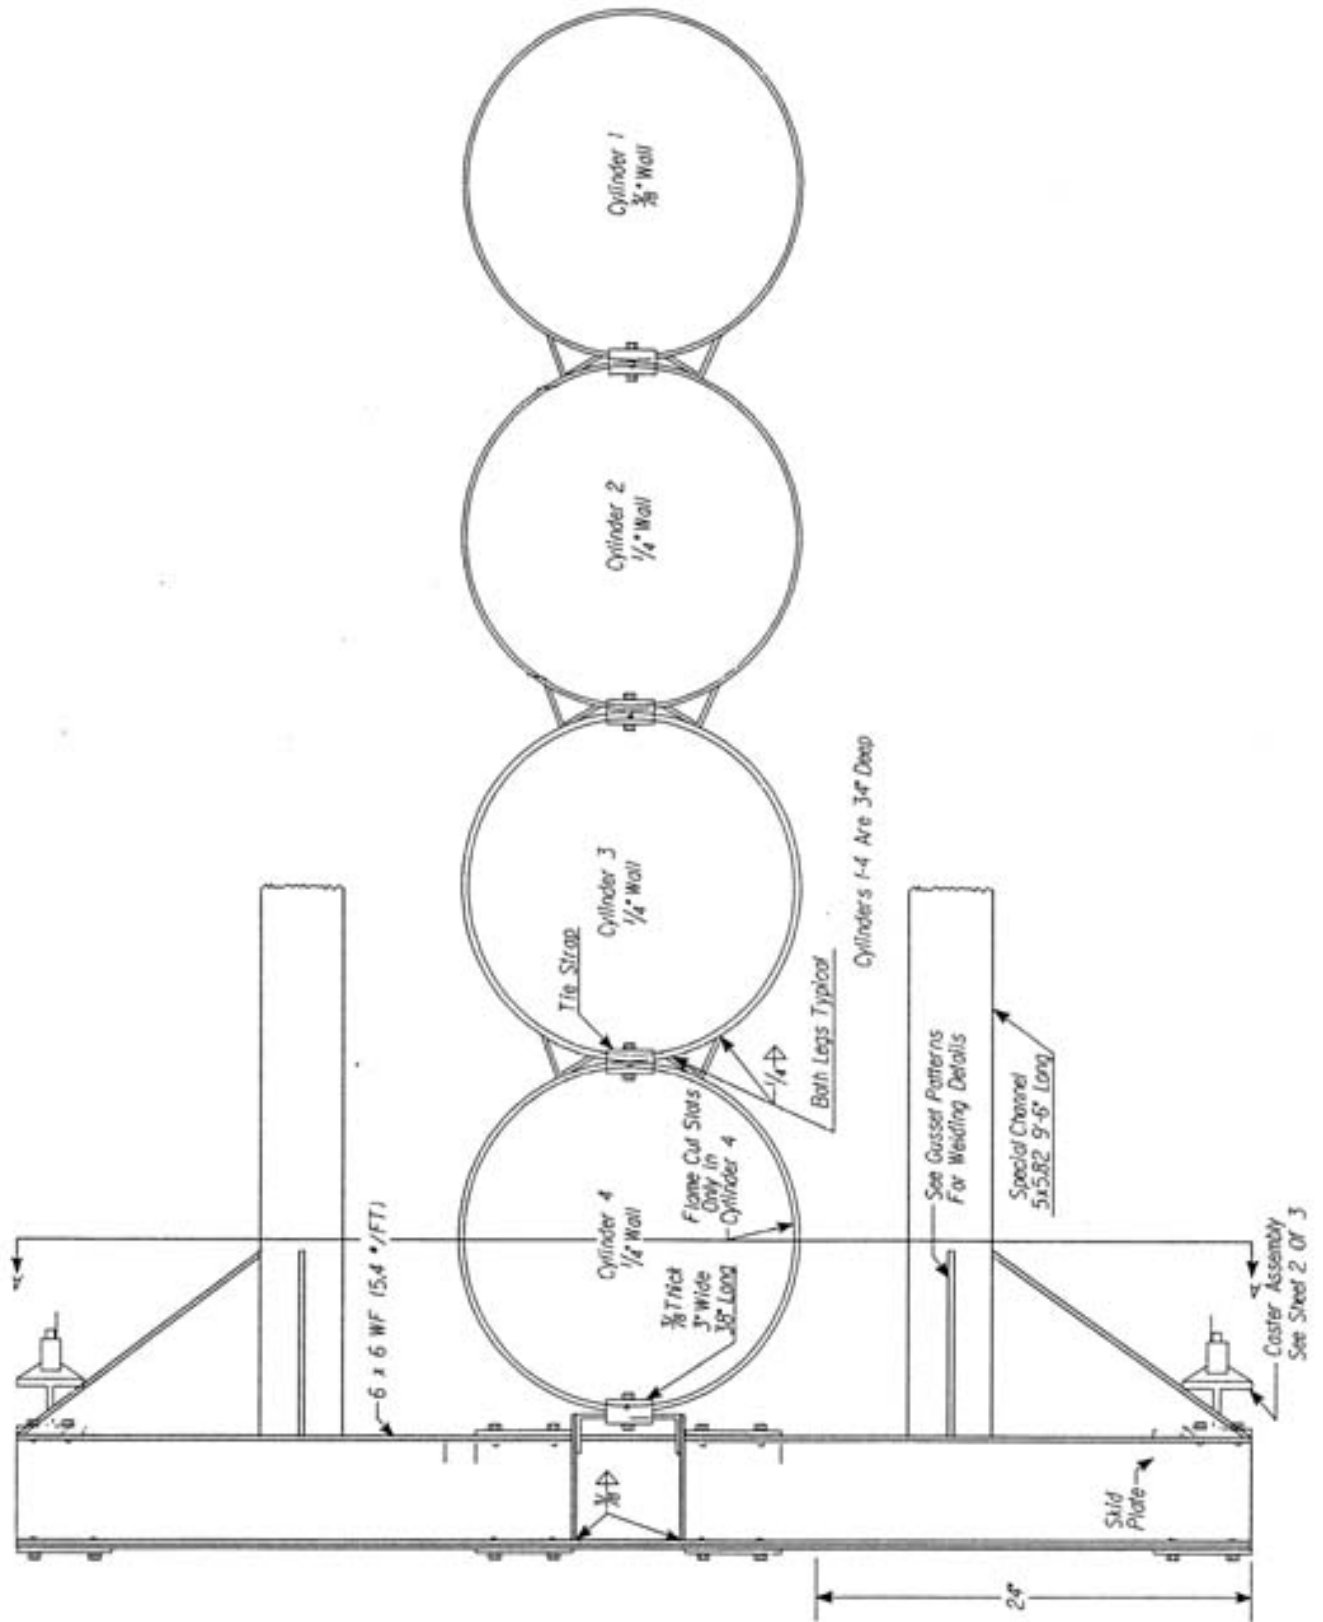 Cylinder 1
3/8" Wall
Cylinder 2
1/4" Wall
Cylinder 3
1/4" Wall
Tie Strap
Cylinders 1-4 Are 34" Deep
1/4
Both Legs Typical
Cylinder 4
1/4" Wall
Flame Cut Slots
Only in
Cylinder 4
3/8 Thick
3" Wide
38" Long
6 x 6 WF (15.4 #/FT)
See Gusset Patterns
For Welding Details
Special Channel
5x5.82 9'-6" Long
A
A
Caster Assembly
See Sheet 2 Of 3
3/8
Skid
Plate
24"